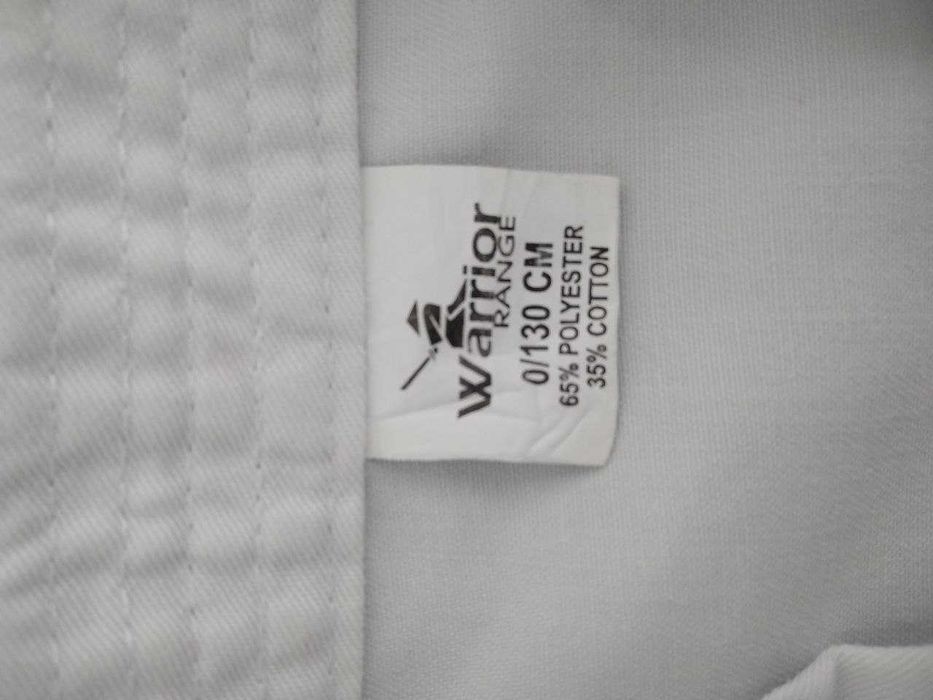 Warrior
RANGE
0/130 CM
65% POLYESTER
35% COTTON